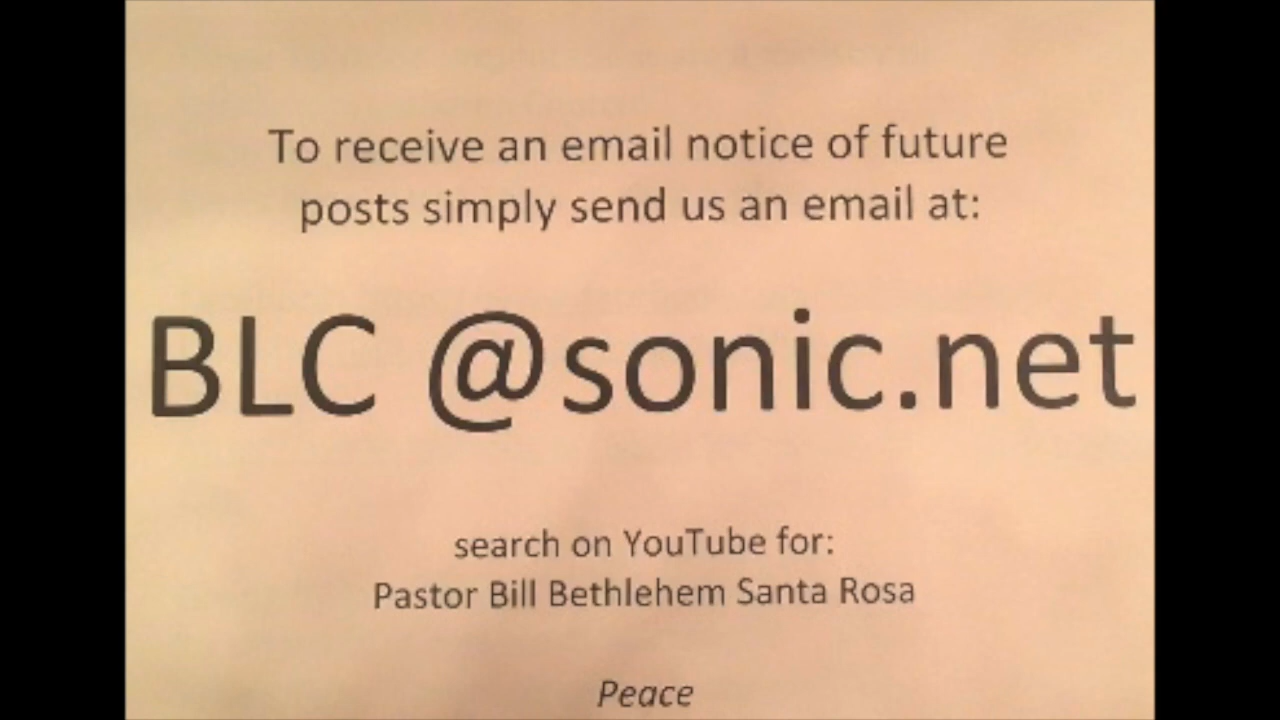 To receive an email notice of future
posts simply send us an email at:
BLC @sonic.net
search on YouTube for:
Pastor Bill Bethlehem Santa Rosa
Peace